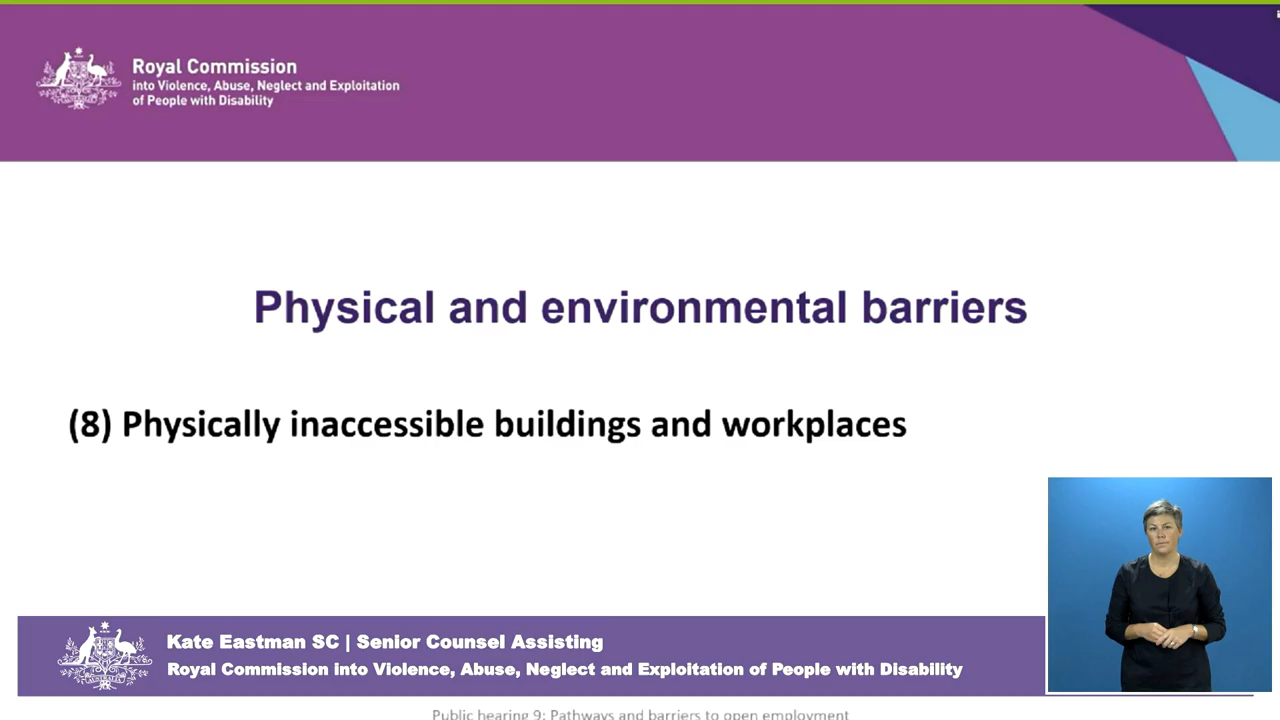 Royal Commission
into Violence, Abuse, Neglect and Exploitation
of People with Disability
Physical and environmental barriers
(8) Physically inaccessible buildings and workplaces
Kate Eastman SC | Senior Counsel Assisting
Royal Commission into Violence, Abuse, Neglect and Exploitation of People with Disability
Public hearing 9: Pathways and barriers to open employment